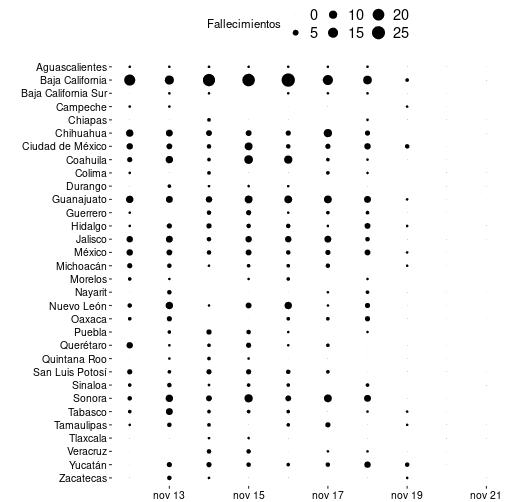 Fallecimientos
0 10 20
5 15 25
Aguascalientes
Baja California
Baja California Sur
Campeche
Chiapas
Chihuahua
Ciudad de México
Coahuila
Colima
Durango
Guanajuato
Guerrero
Hidalgo
Jalisco
México
Michoacán
Morelos
Nayarit
Nuevo León
Oaxaca
Puebla
Querétaro
Quintana Roo
San Luis Potosí
Sinaloa
Sonora
Tabasco
Tamaulipas
Tlaxcala
Veracruz
Yucatán
Zacatecas
nov 13 nov 15 nov 17 nov 19 nov 21